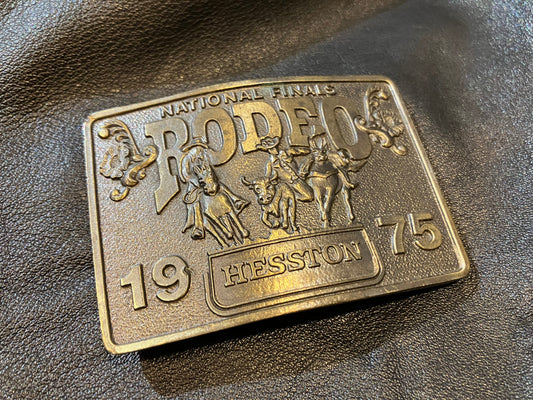 NATIONAL FINALS
RODEO
19 75
HESSTON